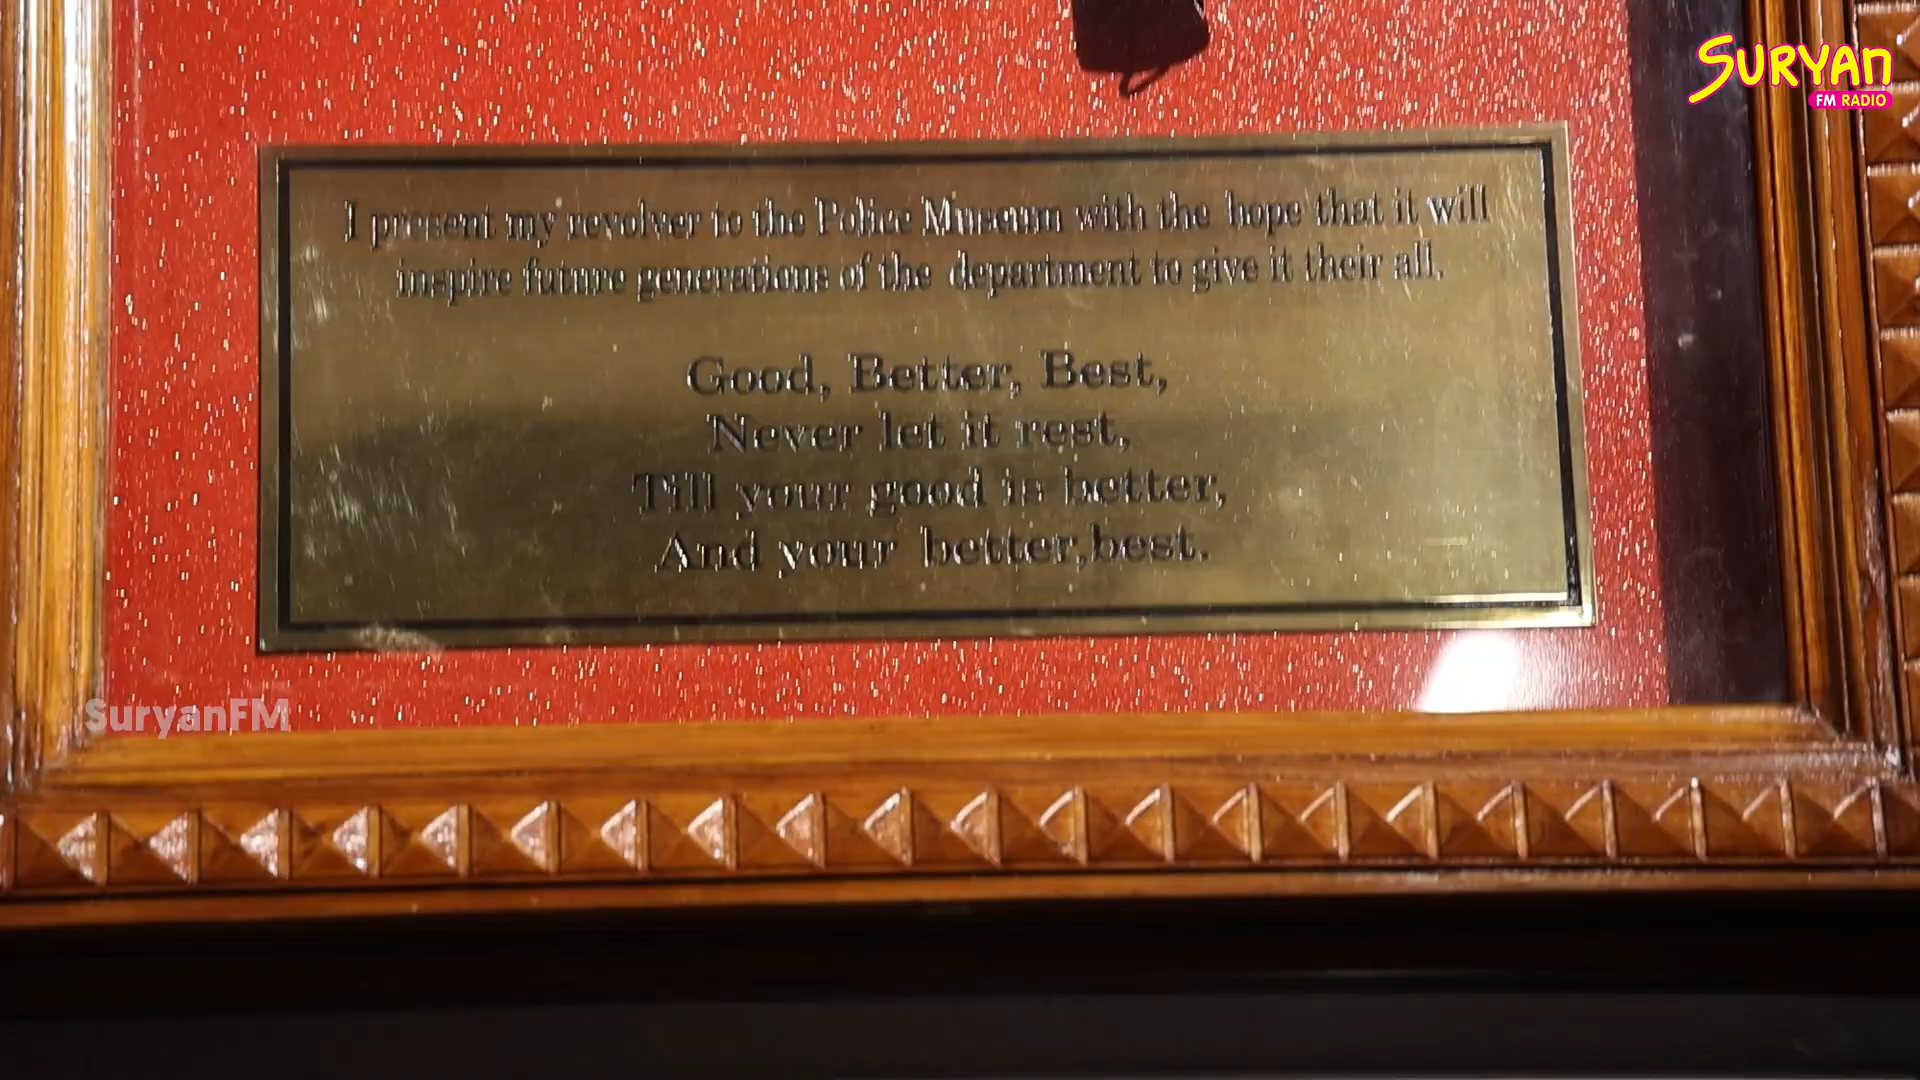 SURYAN
FM RADIO
I present my revolver to the Police Museum with the hope that it will
inspire future generations of the department to give it their all.
Good, Better, Best,
Never let it rest,
Till your good is better,
And your better,best.
SuryanFM